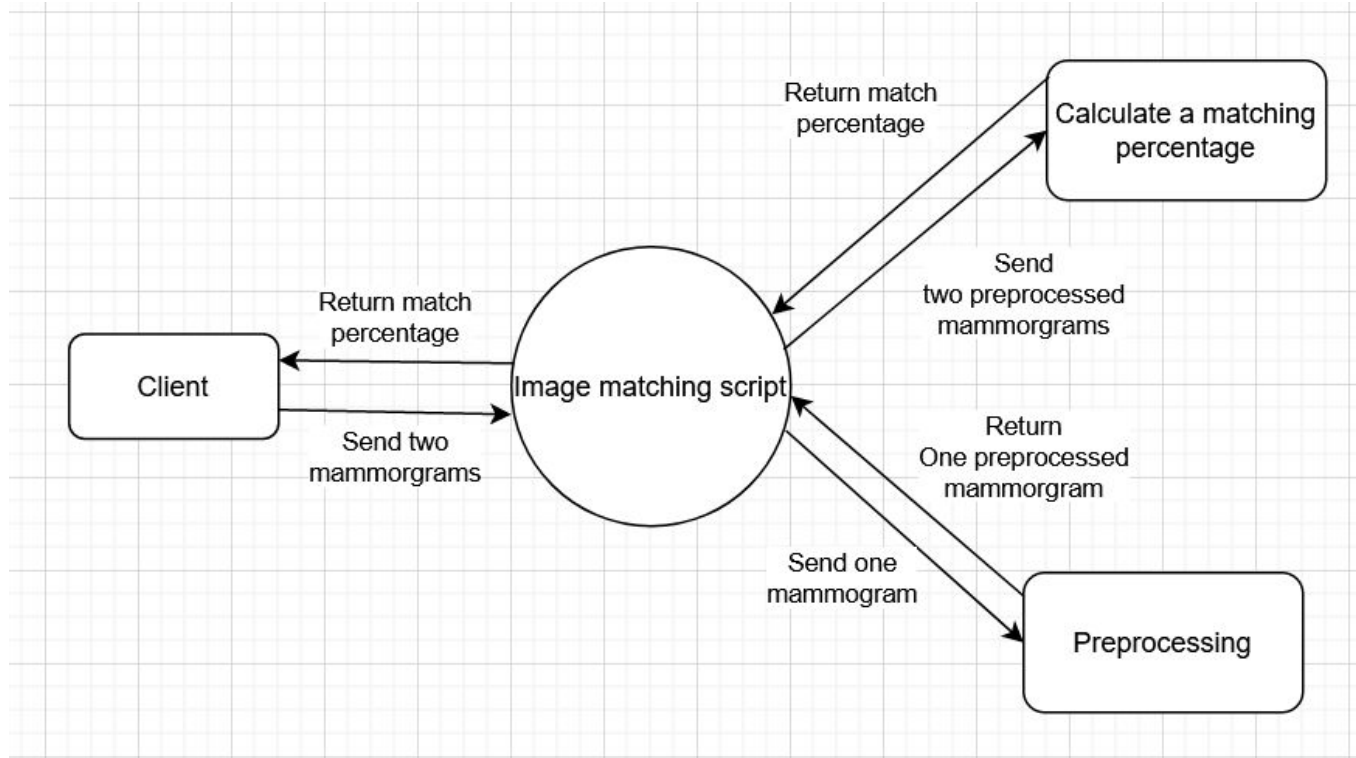 Return match
percentage
Calculate a matching
percentage
Send
two preprocessed
mammorgrams
Return match
percentage
Client
Image matching script
Send two
mammorgrams
Return
One preprocessed
mammorgram
Send one
mammogram
Preprocessing